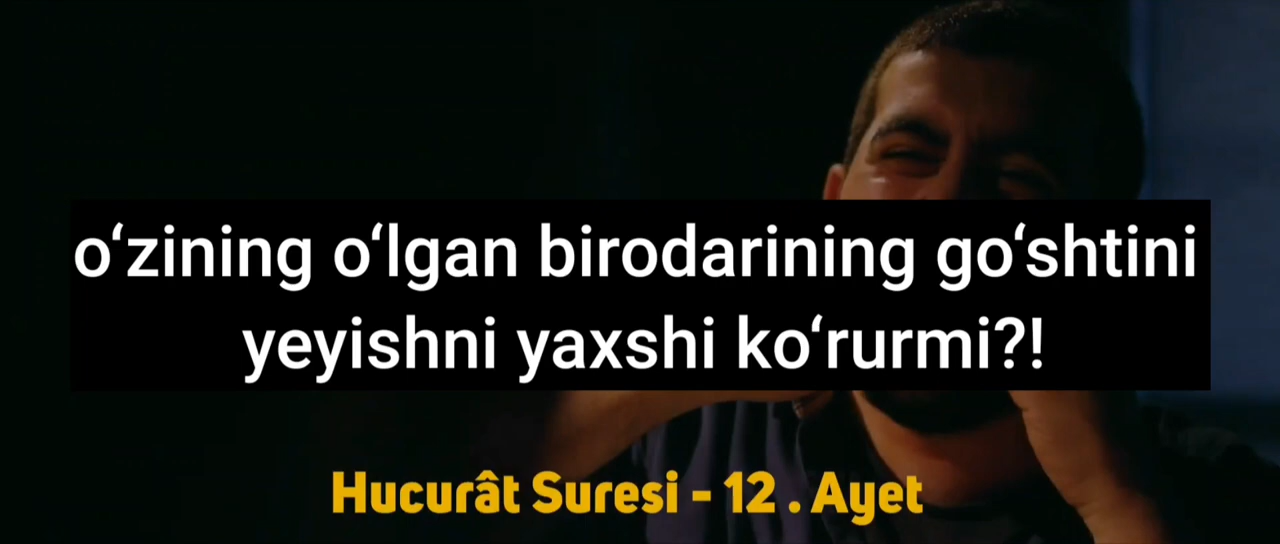 o‘zining o‘lgan birodarining go‘shtini
yeyishni yaxshi ko‘rurmi?!
Hucurât Suresi - 12 . Ayet